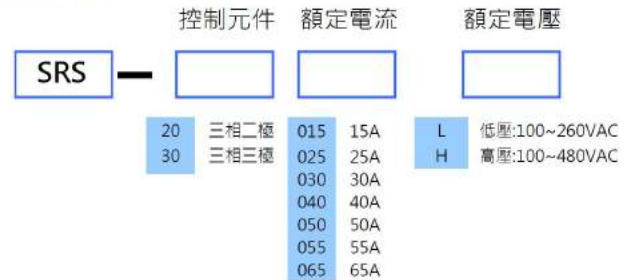 控制元件 額定電流 額定電壓
SRS —
20 三相二極 015 15A L 低壓:100~260VAC
30 三相三極 025 25A H 高壓:100~480VAC
030 30A
040 40A
050 50A
055 55A
065 65A